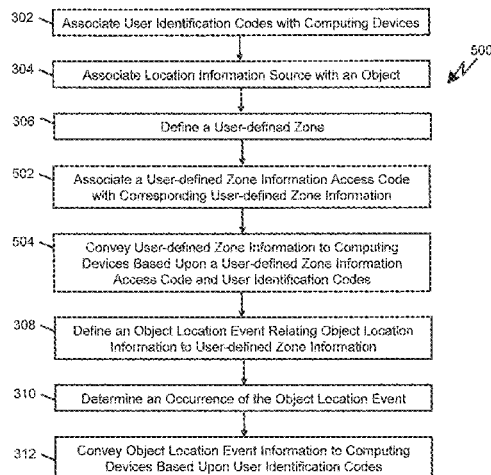 302
Associate User Identification Codes with Computing Devices
500
304
Associate Location Information Source with an Object
306
Define a User-defined Zone
502
Associate a User-defined Zone Information Access Code
with Corresponding User-defined Zone Information
504
Convey User-defined Zone Information to Computing
Devices Based Upon a User-defined Zone Information
Access Code and User Identification Codes
308
Define an Object Location Event Relating Object Location
Information to User-defined Zone Information
310
Determine an Occurrence of the Object Location Event
312
Convey Object Location Event Information to Computing
Devices Based Upon User Identification Codes